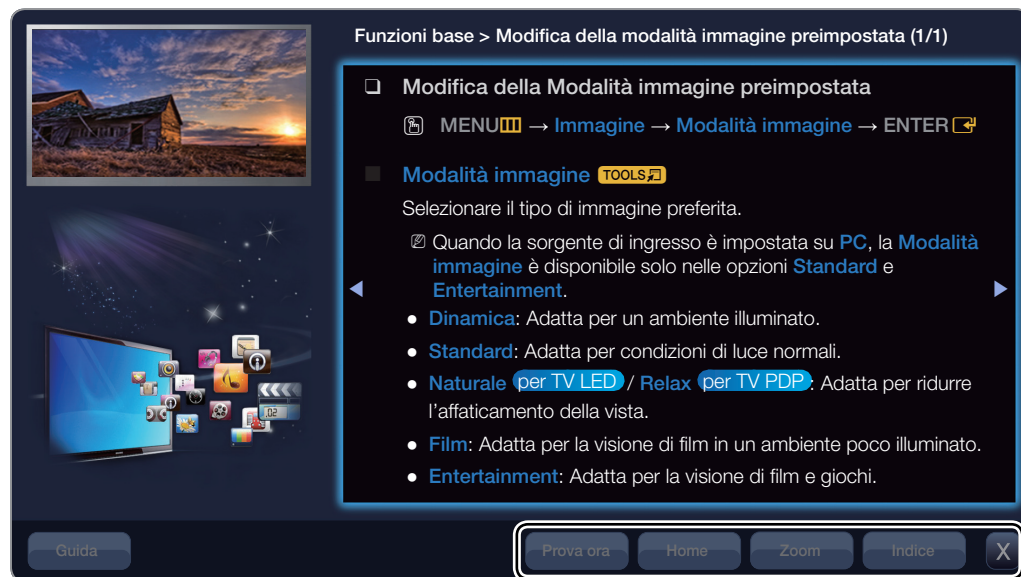 Funzioni base > Modifica della modalità immagine preimpostata (1/1)
❑ Modifica della Modalità immagine preimpostata
MENU → Immagine → Modalità immagine → ENTER
■ Modalità immagine TOOLS
Selezionare il tipo di immagine preferita.
Quando la sorgente di ingresso è impostata su PC, la Modalità
immagine è disponibile solo nelle opzioni Standard e
Entertainment.
● Dinamica: Adatta per un ambiente illuminato.
● Standard: Adatta per condizioni di luce normali.
● Naturale per TV LED / Relax per TV PDP: Adatta per ridurre
l'affaticamento della vista.
● Film: Adatta per la visione di film in un ambiente poco illuminato.
● Entertainment: Adatta per la visione di film e giochi.
Guida
Prova ora Home Zoom Indice X